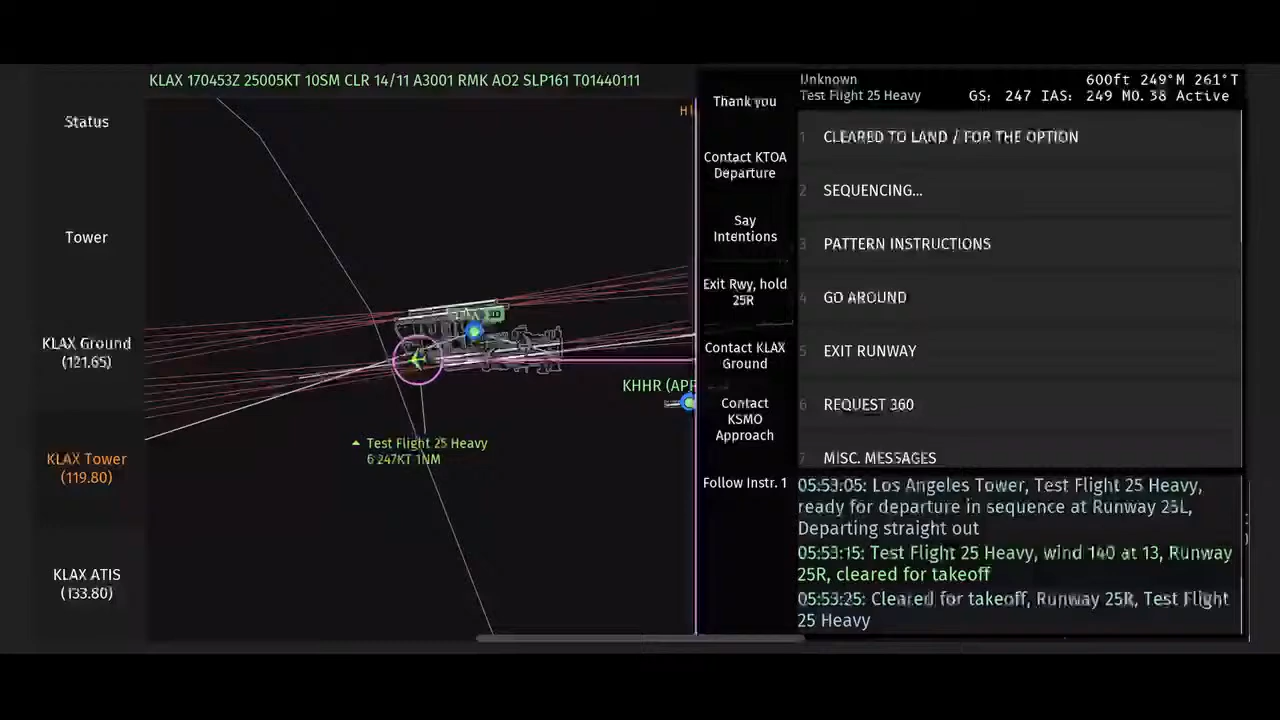 KLAX 170453Z 25005KT 10SM CLR 14/11 A3001 RMK AO2 SLP161 T01440111
Status
Tower
KLAX Ground
(121.65)
KLAX Tower
(119.80)
KLAX ATIS
(133.80)
KHHR (APP
Test Flight 25 Heavy
6 247KT 1NM
Thank you
Contact KTOA
Departure
Say
Intentions
Exit Rwy, hold
25R
Contact KLAX
Ground
Contact
KSMO
Approach
Follow Instr. 1
Unknown
600ft 249°M 261°T
Test Flight 25 Heavy
GS: 247 IAS: 249 M0.38 Active
1 CLEARED TO LAND / FOR THE OPTION
2 SEQUENCING...
3 PATTERN INSTRUCTIONS
4 GO AROUND
5 EXIT RUNWAY
6 REQUEST 360
7 MISC. MESSAGES
05:53:05: Los Angeles Tower, Test Flight 25 Heavy,
ready for departure in sequence at Runway 25L,
Departing straight out
05:53:15: Test Flight 25 Heavy, wind 140 at 13, Runway
25R, cleared for takeoff
05:53:25: Cleared for takeoff, Runway 25R, Test Flight
25 Heavy